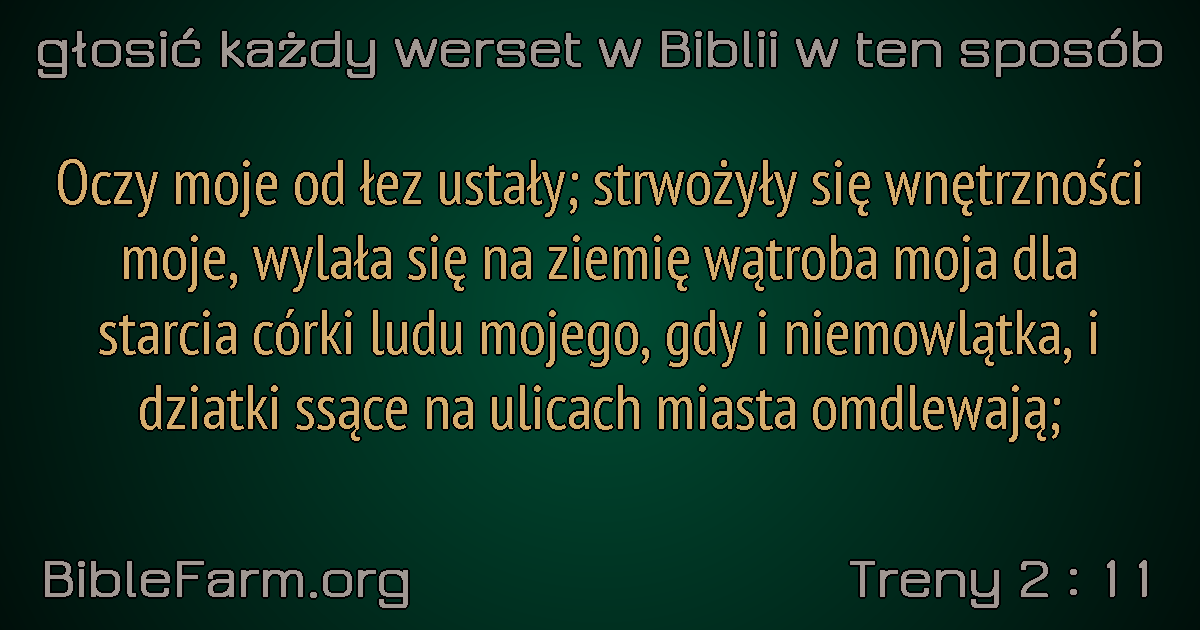 głosić każdy werset w Biblii w ten sposób
Oczy moje od łez ustały; strwożyły się wnętrzności
moje, wylała się na ziemię wątroba moja dla
starcia córki ludu mojego, gdy i niemowlątka, i
dziatki ssące na ulicach miasta omdlewają;
BibleFarm.org
Treny 2 : 11